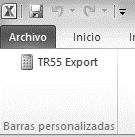 Archivo Inicio
TR55 Export
Barras personalizadas